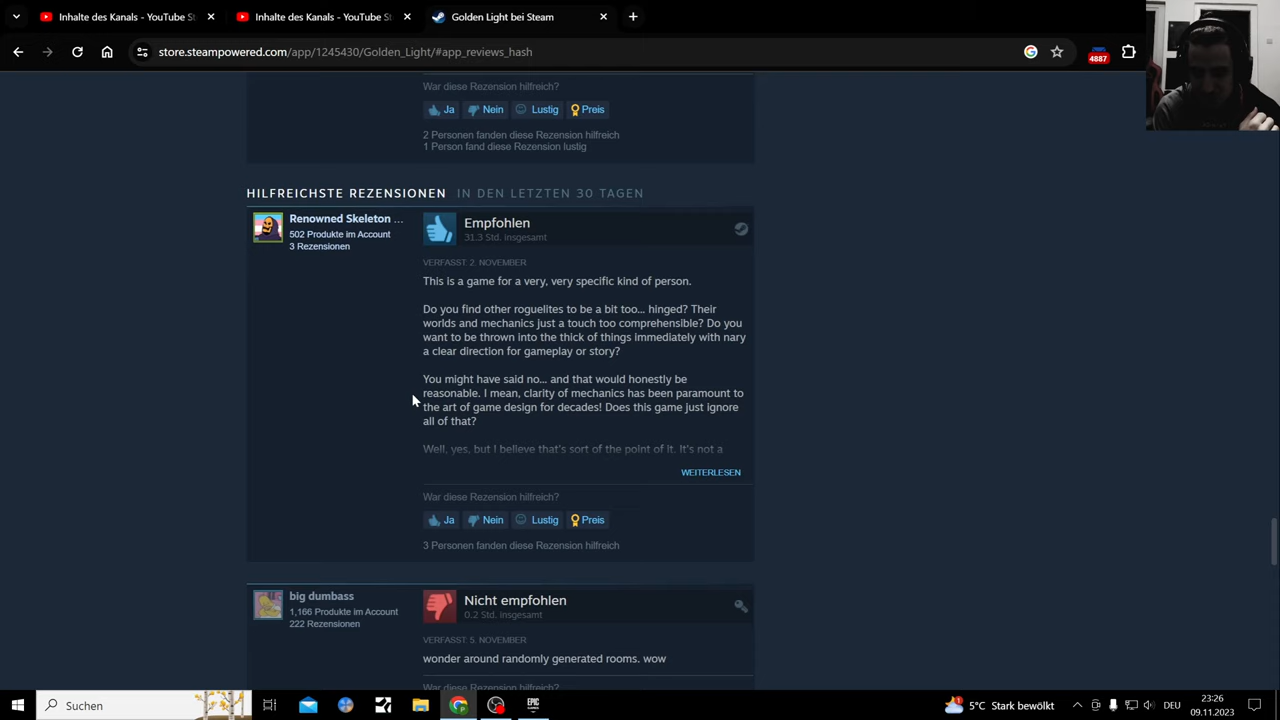 Inhalte des Kanals - YouTube St
Inhalte des Kanals - YouTube St
Golden Light bei Steam
store.steampowered.com/app/1245430/Golden_Light/#app_reviews_hash
4887
War diese Rezension hilfreich?
Ja Nein Lustig Preis
2 Personen fanden diese Rezension hilfreich
1 Person fand diese Rezension lustig
HILFREICHSTE REZENSIONEN IN DEN LETZTEN 30 TAGEN
Renowned Skeleton ...
502 Produkte im Account
3 Rezensionen
Empfohlen
31.3 Std. insgesamt
VERFASST: 2. NOVEMBER
This is a game for a very, very specific kind of person.
Do you find other roguelites to be a bit too... hinged? Their
worlds and mechanics just a touch too comprehensible? Do you
want to be thrown into the thick of things immediately with nary
a clear direction for gameplay or story?
You might have said no... and that would honestly be
reasonable. I mean, clarity of mechanics has been paramount to
the art of game design for decades! Does this game just ignore
all of that?
Well, yes, but I believe that's sort of the point of it. It's not a
WEITERLESEN
War diese Rezension hilfreich?
Ja Nein Lustig Preis
3 Personen fanden diese Rezension hilfreich
big dumbass
1,166 Produkte im Account
222 Rezensionen
Nicht empfohlen
0.2 Std. insgesamt
VERFASST: 5. NOVEMBER
wonder around randomly generated rooms. wow
War diese Rezension hilfreich?
Suchen
EPIC
5°C Stark bewölkt
DEU
23:26
09.11.2023